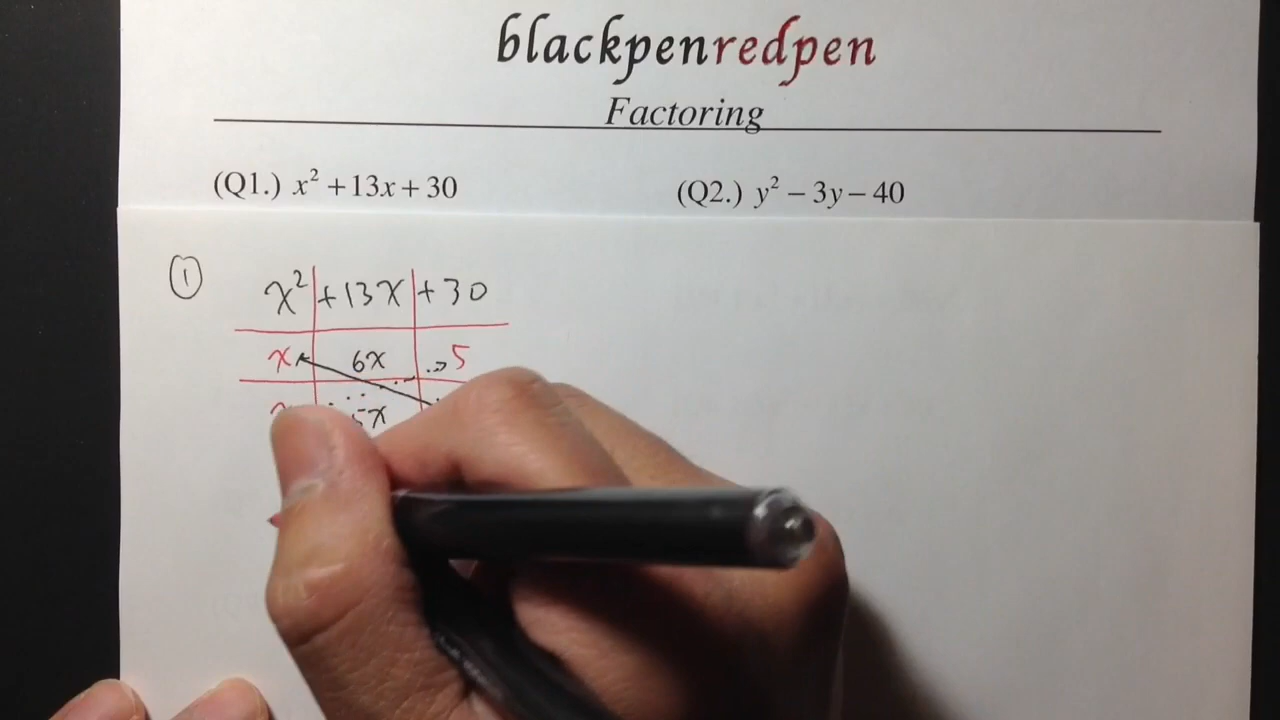 blackpenredpen
Factoring
(Q1.) x² + 13x + 30 (Q2.) y² – 3y – 40
① x² +13x +30
x 6x 5
5x